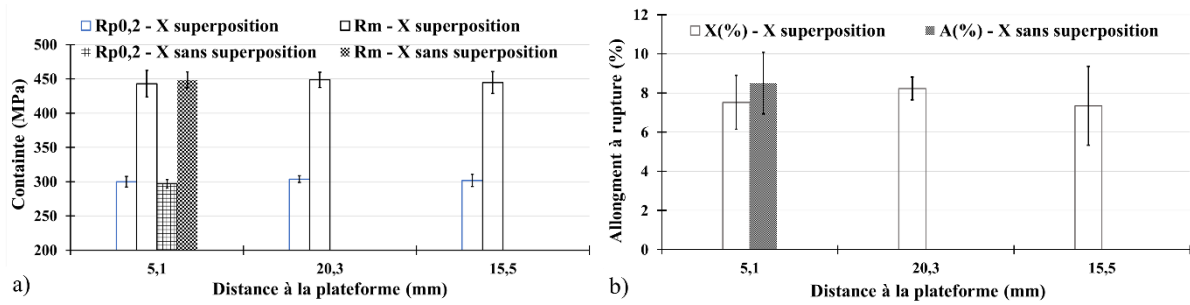 Rp0,2 - X superposition
Rm - X superposition
Rp0,2 - X sans superposition
Rm - X sans superposition
500
450
400
350
300
250
200
Containte (MPa)
5,1
20,3
15,5
Distance à la plateforme (mm)
a)
X(%) - X superposition
A(%) - X sans superposition
12
10
8
6
4
2
0
Allongment à rupture (%)
5,1
20,3
15,5
Distance à la plateforme (mm)
b)